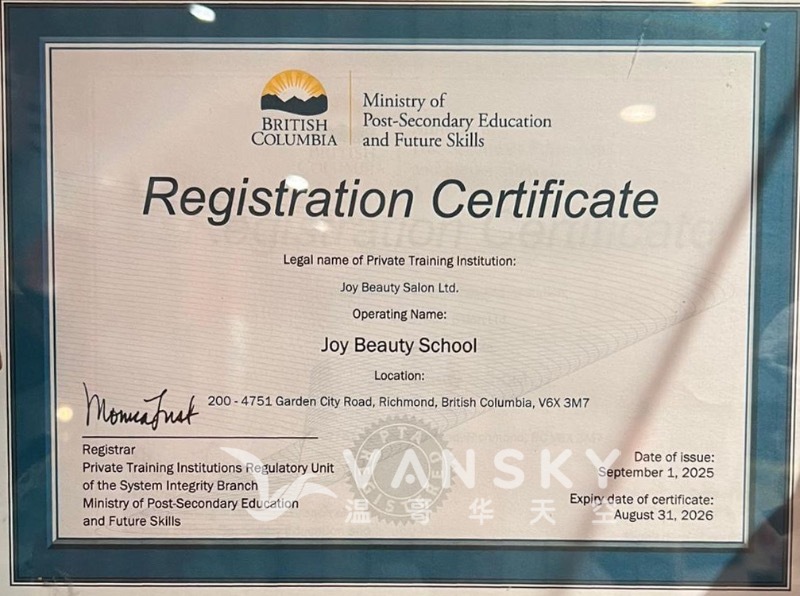 BRITISH
COLUMBIA
Ministry of
Post-Secondary Education
and Future Skills
Registration Certificate
Legal name of Private Training Institution:
Joy Beauty Salon Ltd.
Operating Name:
Joy Beauty School
Location:
200 - 4751 Garden City Road, Richmond, British Columbia, V6X 3M7
Registrar
Private Training Institutions Regulatory Unit
of the System Integrity Branch
Ministry of Post-Secondary Education
and Future Skills
Date of issue:
September 1, 2025
Expiry date of certificate:
August 31, 2026
VANSKY
温哥华天空